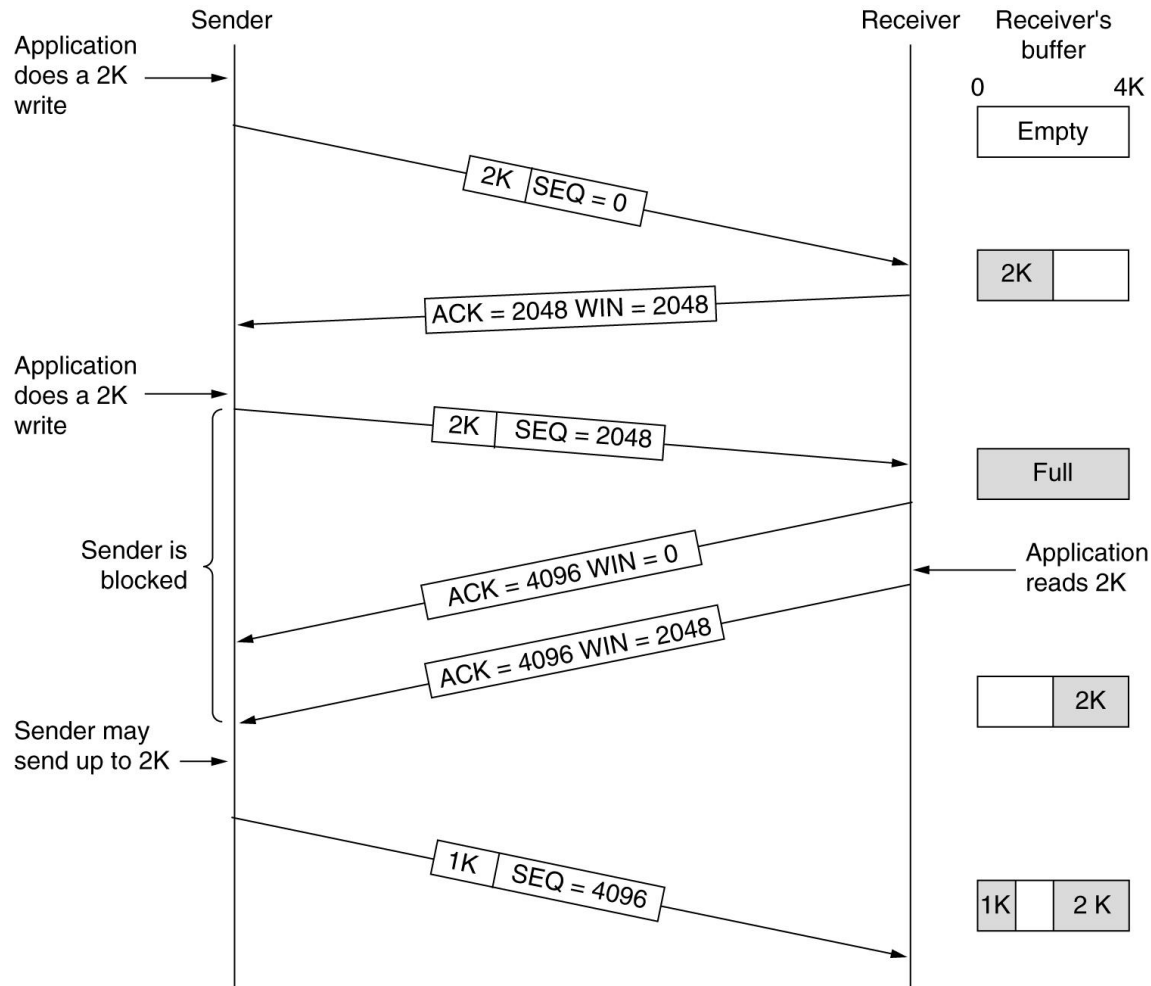 Sender
Receiver
Receiver's
buffer
Application
does a 2K
write
0 4K
Empty
2K SEQ = 0
2K
ACK = 2048 WIN = 2048
Application
does a 2K
write
2K SEQ = 2048
Full
Sender is
blocked
ACK = 4096 WIN = 0
Application
reads 2K
ACK = 4096 WIN = 2048
2K
Sender may
send up to 2K
1K SEQ = 4096
1K 2 K